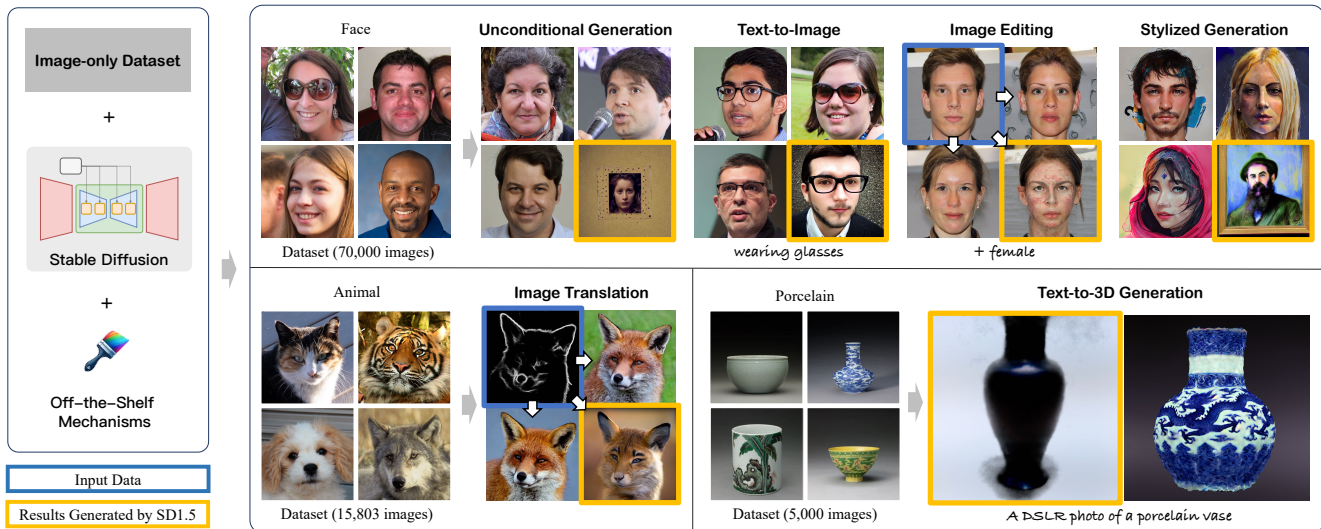 Image-only Dataset
+
Stable Diffusion
+
Off-the-Shelf
Mechanisms
Input Data
Results Generated by SD1.5
Face
Unconditional Generation
Text-to-Image
Image Editing
Stylized Generation
Dataset (70,000 images)
wearing glasses
+ female
Animal
Image Translation
Dataset (15,803 images)
Porcelain
Text-to-3D Generation
Dataset (5,000 images)
A DSLR photo of a porcelain vase